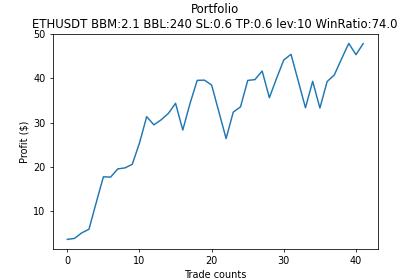 Portfolio
ETHUSDT BBM:2.1 BBL:240 SL:0.6 TP:0.6 lev:10 WinRatio:74.0
50
40
30
20
10
Profit ($)
0 10 20 30 40
Trade counts